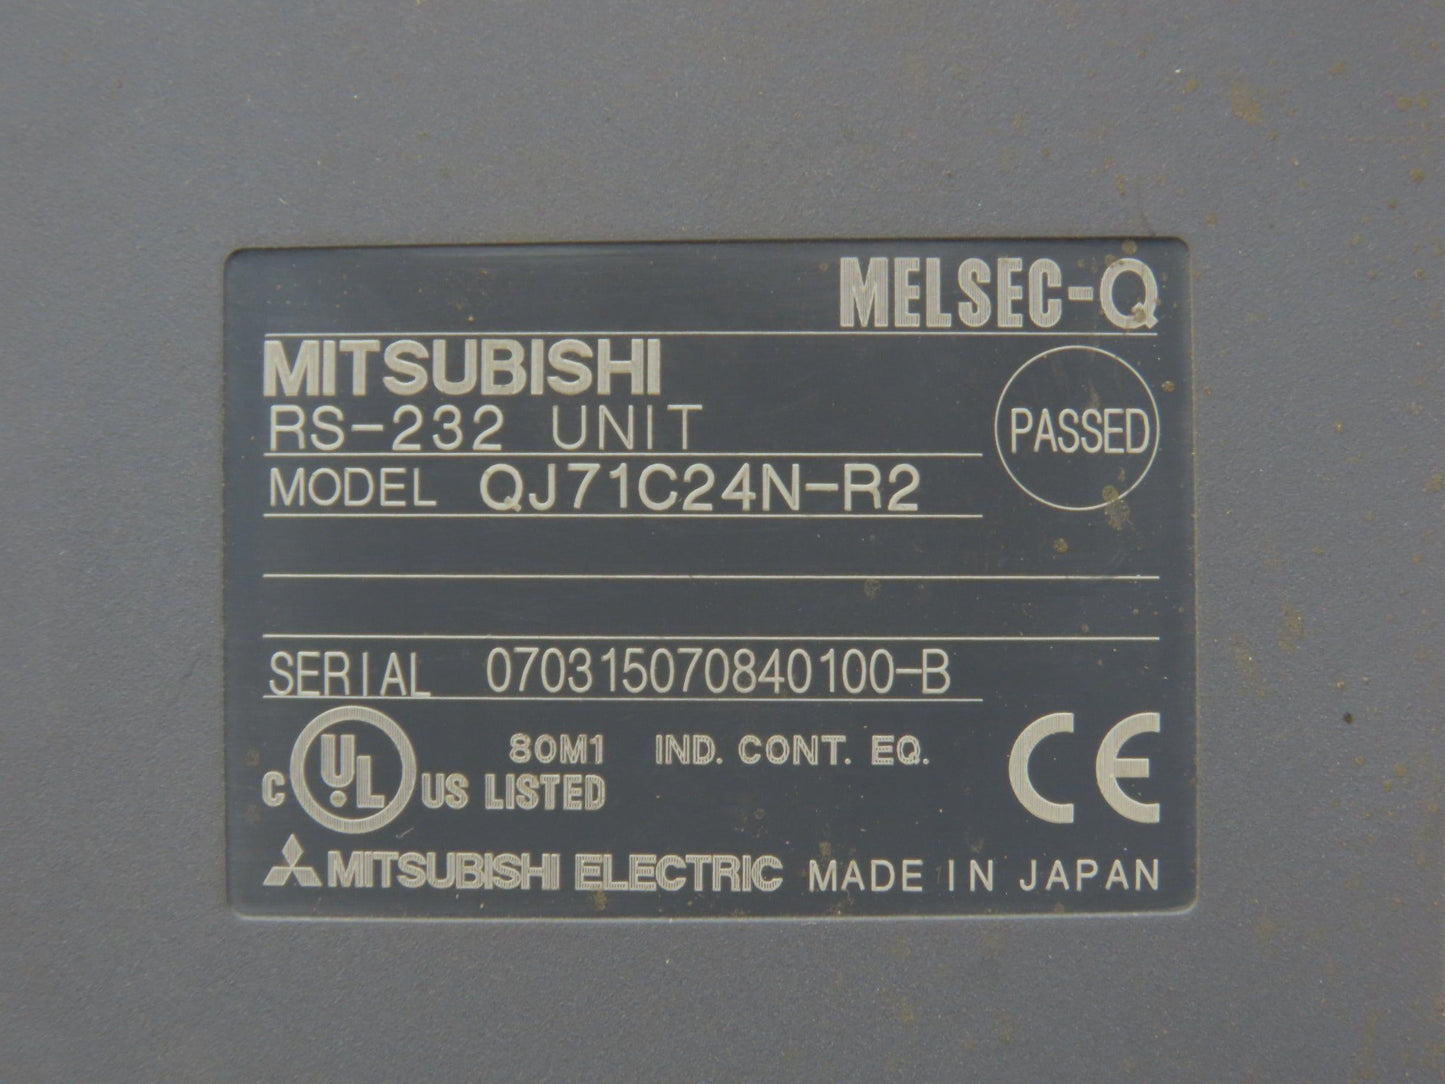 MELSEC-Q
MITSUBISHI
RS-232 UNIT
PASSED
MODEL QJ71C24N-R2
SERIAL 070315070840100-B
C UL US LISTED
80M1 IND. CONT. EQ.
CE
MITSUBISHI ELECTRIC MADE IN JAPAN